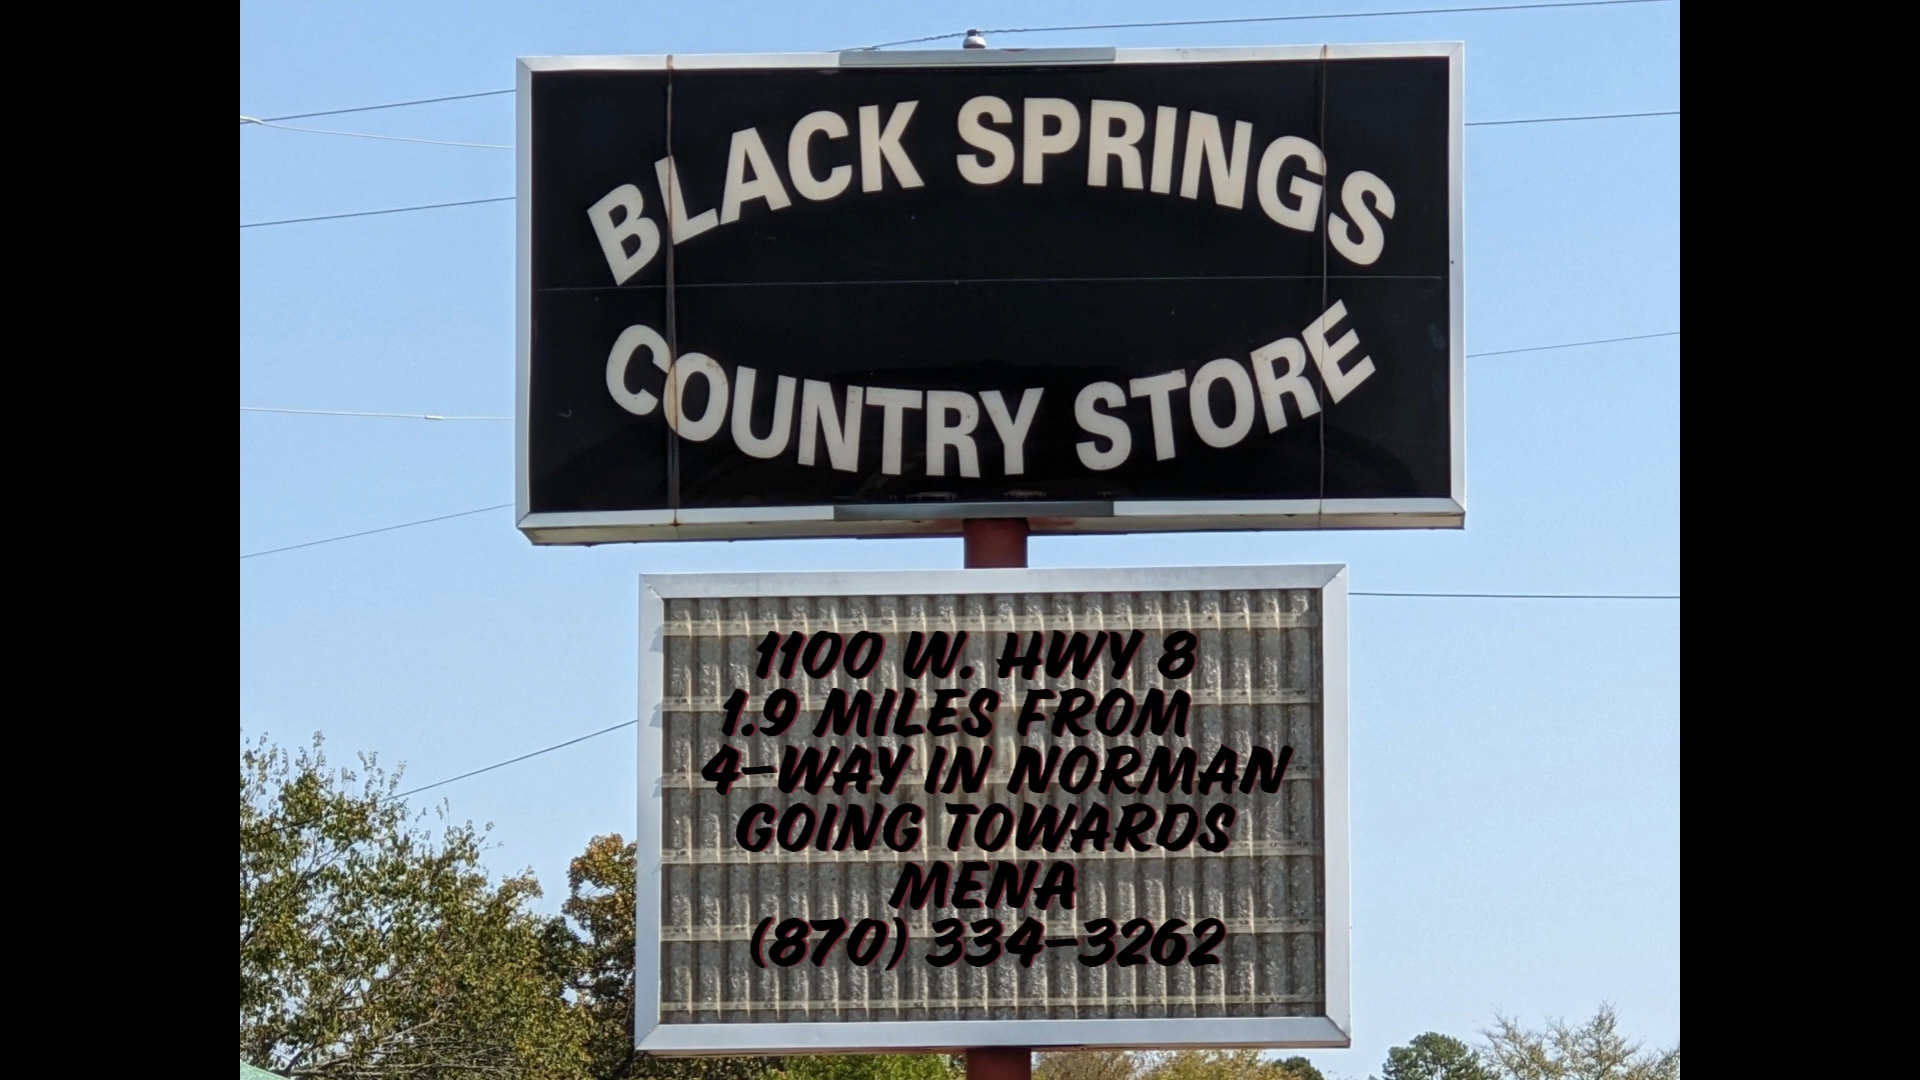 BLACK SPRINGS
COUNTRY STORE
1100 W. HWY 8
1.9 MILES FROM
4-WAY IN NORMAN
GOING TOWARDS
MENA
(870) 334-3262